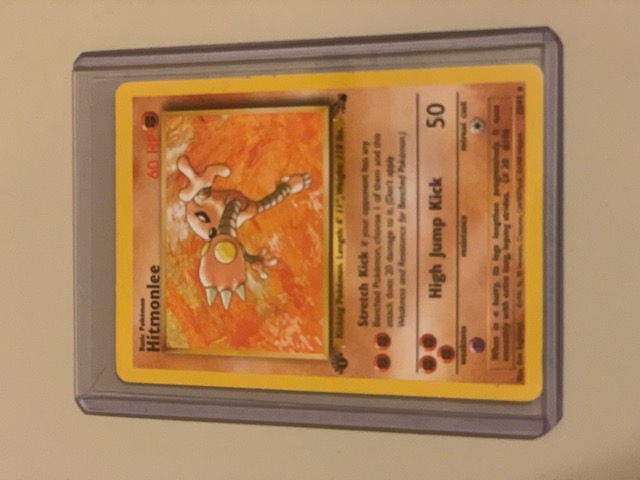 Basic Pokémon
Hitmonlee 60 HP
Kicking Pokémon. Length: 4' 11", Weight: 110 lbs.
Stretch Kick If your opponent has any
Benched Pokémon, choose 1 of them and this
attack does 20 damage to it. (Don't apply
Weakness and Resistance for Benched Pokémon.)
High Jump Kick 50
weakness resistance retreat cost
When in a hurry, its legs lengthen progressively. It runs
smoothly with extra long, loping strides. LV. 30 #106